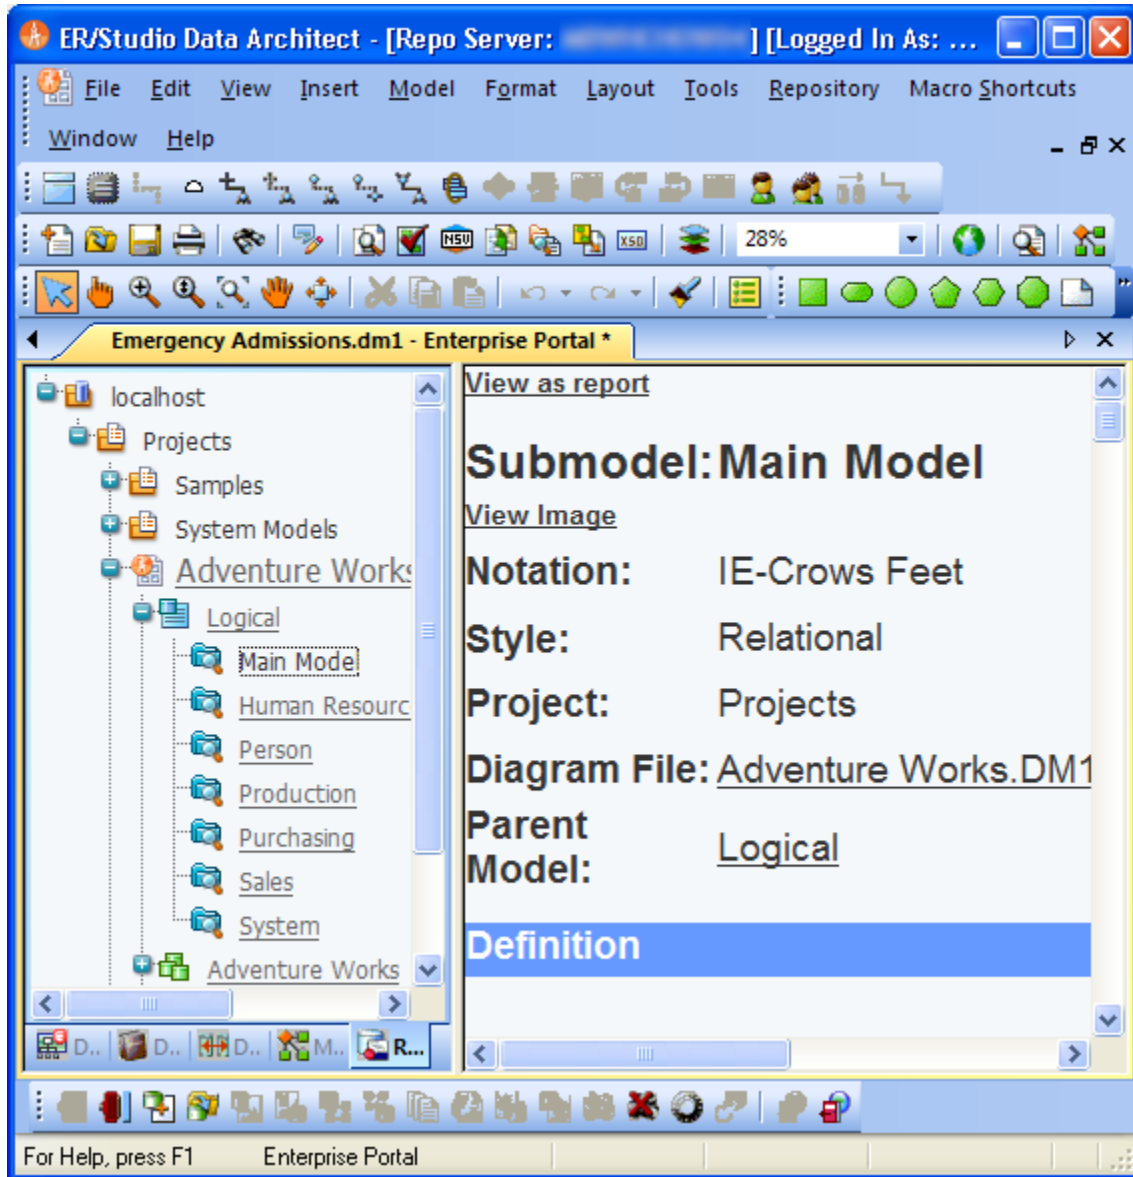 ER/Studio Data Architect - [Repo Server: ] [Logged In As: ...
File Edit View Insert Model Format Layout Tools Repository Macro Shortcuts
Window Help
NSU XSD 28%
Emergency Admissions.dm1 - Enterprise Portal *
localhost
Projects
Samples
System Models
Adventure Works
Logical
Main Model
Human Resourc
Person
Production
Purchasing
Sales
System
Adventure Works
D.. D.. D.. M.. R...
View as report
Submodel: Main Model
View Image
Notation: IE-Crows Feet
Style: Relational
Project: Projects
Diagram File: Adventure Works.DM1
Parent
Model: Logical
Definition
For Help, press F1 Enterprise Portal